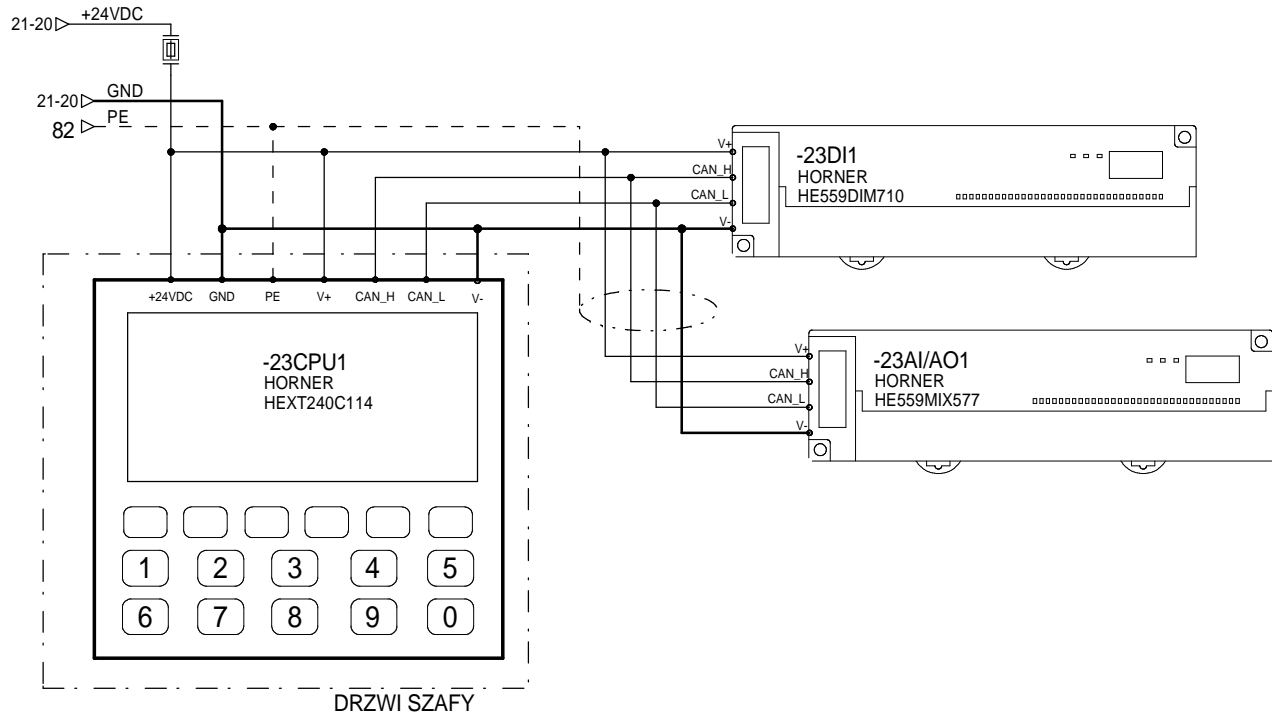 21-20 +24VDC
21-20 GND
82 PE
V+
CAN_H
CAN_L
V-
-23DI1
HORNER
HE559DIM710
+24VDC GND PE V+ CAN_H CAN_L V-
-23CPU1
HORNER
HEXT240C114
V+
CAN_H
CAN_L
V-
-23AI/AO1
HORNER
HE559MIX577
1 2 3 4 5
6 7 8 9 0
DRZWI SZAFY